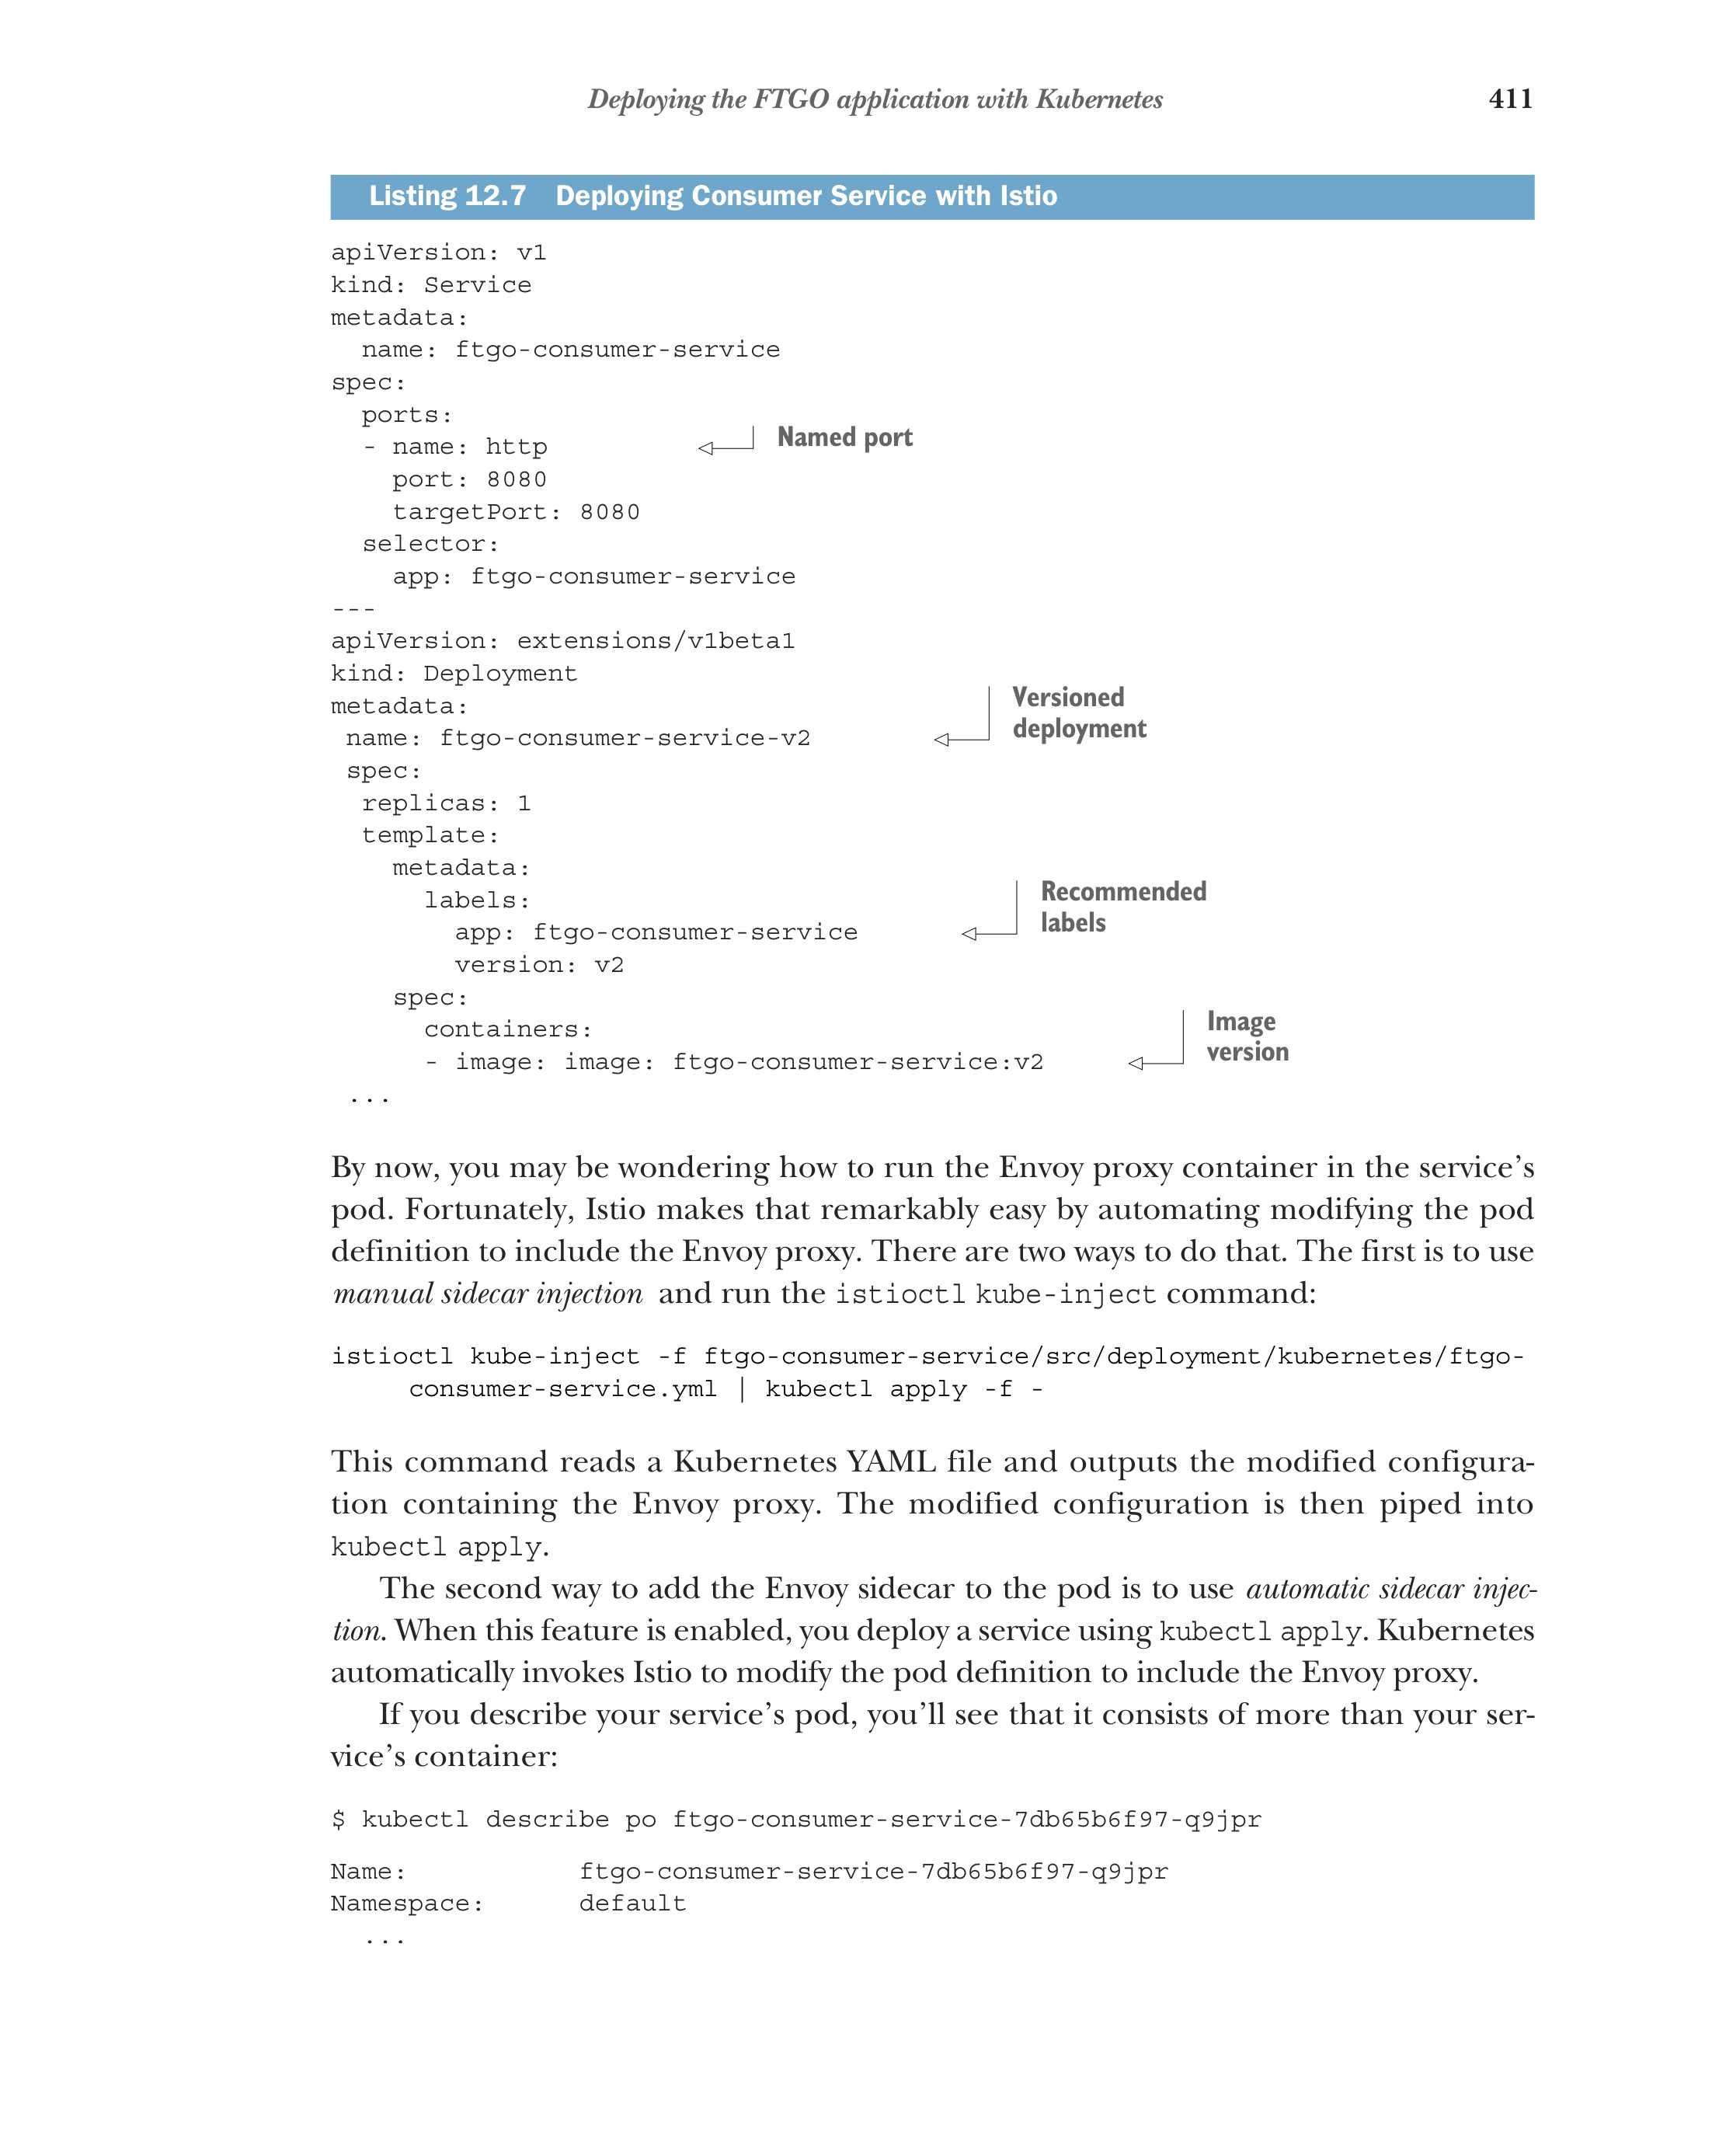 Deploying the FTGO application with Kubernetes 411
Listing 12.7 Deploying Consumer Service with Istio
apiVersion: v1
kind: Service
metadata:
  name: ftgo-consumer-service
spec:
  ports:
  - name: http
Named port
    port: 8080
    targetPort: 8080
  selector:
    app: ftgo-consumer-service
---
apiVersion: extensions/v1beta1
kind: Deployment
metadata:
 name: ftgo-consumer-service-v2
Versioned
deployment
 spec:
  replicas: 1
  template:
    metadata:
      labels:
        app: ftgo-consumer-service
Recommended
labels
        version: v2
    spec:
      containers:
      - image: image: ftgo-consumer-service:v2
Image
version
 ...
By now, you may be wondering how to run the Envoy proxy container in the service’s
pod. Fortunately, Istio makes that remarkably easy by automating modifying the pod
definition to include the Envoy proxy. There are two ways to do that. The first is to use
manual sidecar injection and run the istioctl kube-inject command:
istioctl kube-inject -f ftgo-consumer-service/src/deployment/kubernetes/ftgo-
     consumer-service.yml | kubectl apply -f -
This command reads a Kubernetes YAML file and outputs the modified configura-
tion containing the Envoy proxy. The modified configuration is then piped into
kubectl apply.
The second way to add the Envoy sidecar to the pod is to use automatic sidecar injec-
tion. When this feature is enabled, you deploy a service using kubectl apply. Kubernetes
automatically invokes Istio to modify the pod definition to include the Envoy proxy.
If you describe your service’s pod, you’ll see that it consists of more than your ser-
vice’s container:
$ kubectl describe po ftgo-consumer-service-7db65b6f97-q9jpr
Name:           ftgo-consumer-service-7db65b6f97-q9jpr
Namespace:      default
  ...